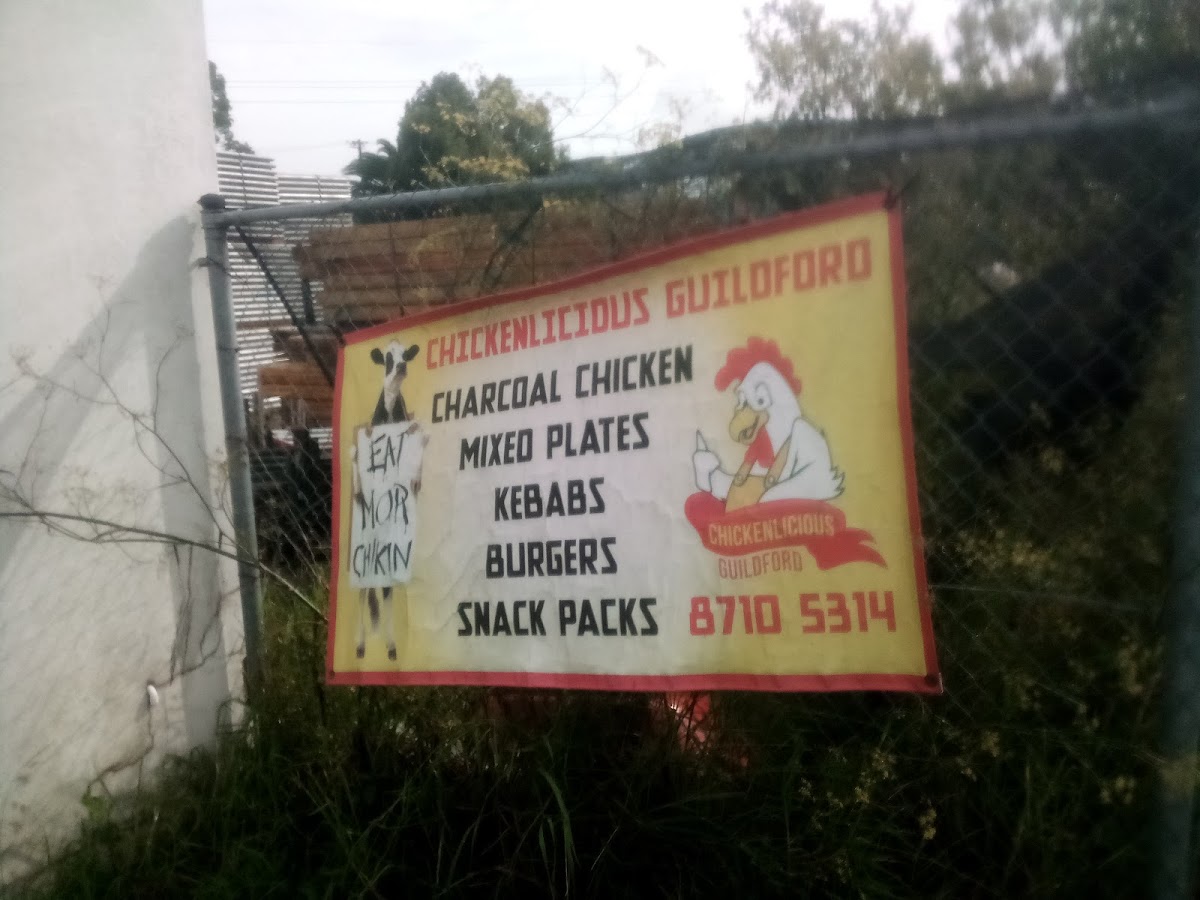 CHICKENLICIOUS GUILDFORD
EAT
MOR
CHIKIN
CHARCOAL CHICKEN
MIXED PLATES
KEBABS
BURGERS
SNACK PACKS
CHICKENLICIOUS
GUILDFORD
8710 5314